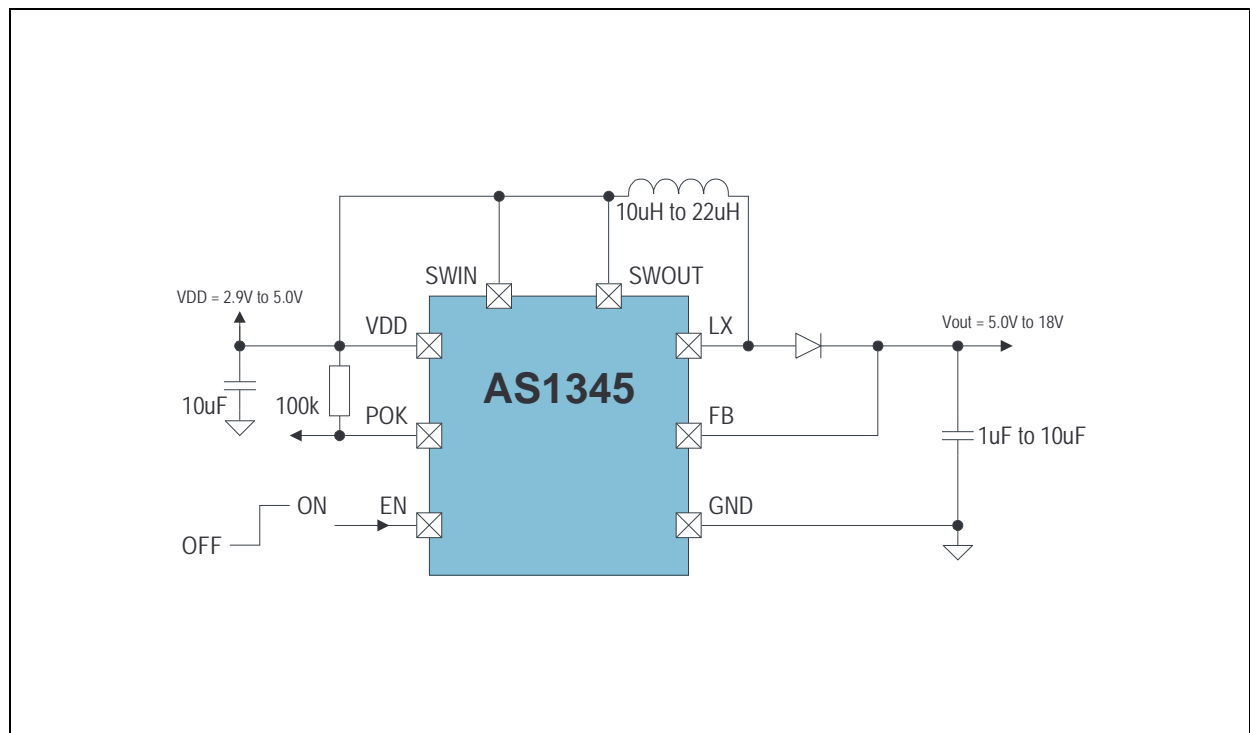 10uH to 22uH
SWIN
SWOUT
VDD = 2.9V to 5.0V
VDD
LX
Vout = 5.0V to 18V
AS1345
10uF
100k
POK
FB
1uF to 10uF
ON
EN
GND
OFF